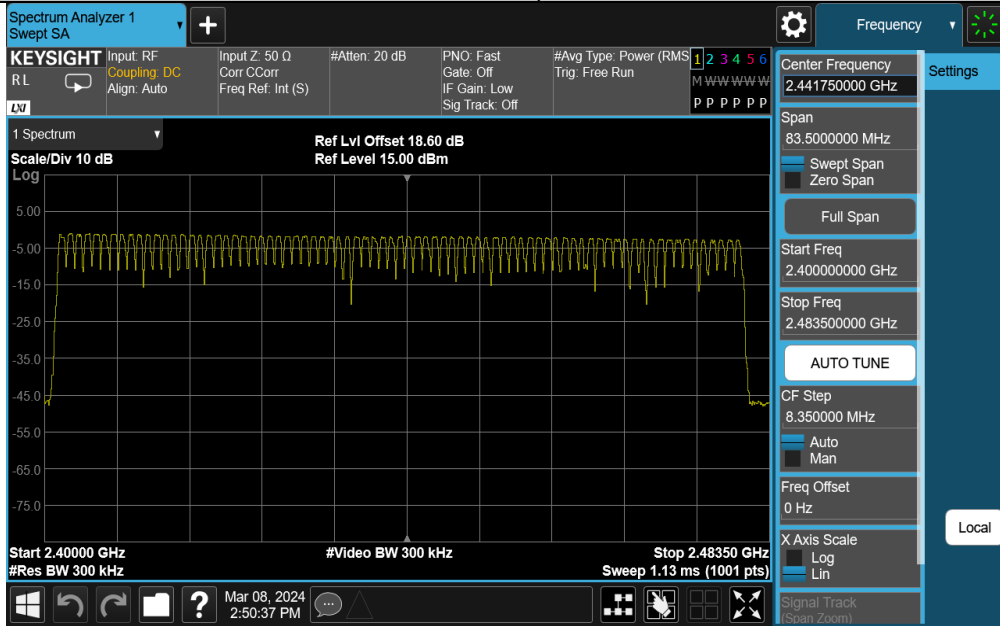 Spectrum Analyzer 1
Swept SA
Frequency
KEYSIGHT
R L
LXI
Input: RF
Coupling: DC
Align: Auto
Input Z: 50 Ω
Corr CCorr
Freq Ref: Int (S)
#Atten: 20 dB
PNO: Fast
Gate: Off
IF Gain: Low
Sig Track: Off
#Avg Type: Power (RMS
Trig: Free Run
1 2 3 4 5 6
M W W W W W
P P P P P P
1 Spectrum
Scale/Div 10 dB
Log
Ref Lvl Offset 18.60 dB
Ref Level 15.00 dBm
5.00
-5.00
-15.0
-25.0
-35.0
-45.0
-55.0
-65.0
-75.0
Start 2.40000 GHz
#Res BW 300 kHz
#Video BW 300 kHz
Stop 2.48350 GHz
Sweep 1.13 ms (1001 pts)
Center Frequency
2.441750000 GHz
Settings
Span
83.5000000 MHz
Swept Span
Zero Span
Full Span
Start Freq
2.400000000 GHz
Stop Freq
2.483500000 GHz
AUTO TUNE
CF Step
8.350000 MHz
Auto
Man
Freq Offset
0 Hz
Local
X Axis Scale
Log
Lin
Signal Track
(Span Zoom)
Mar 08, 2024
2:50:37 PM